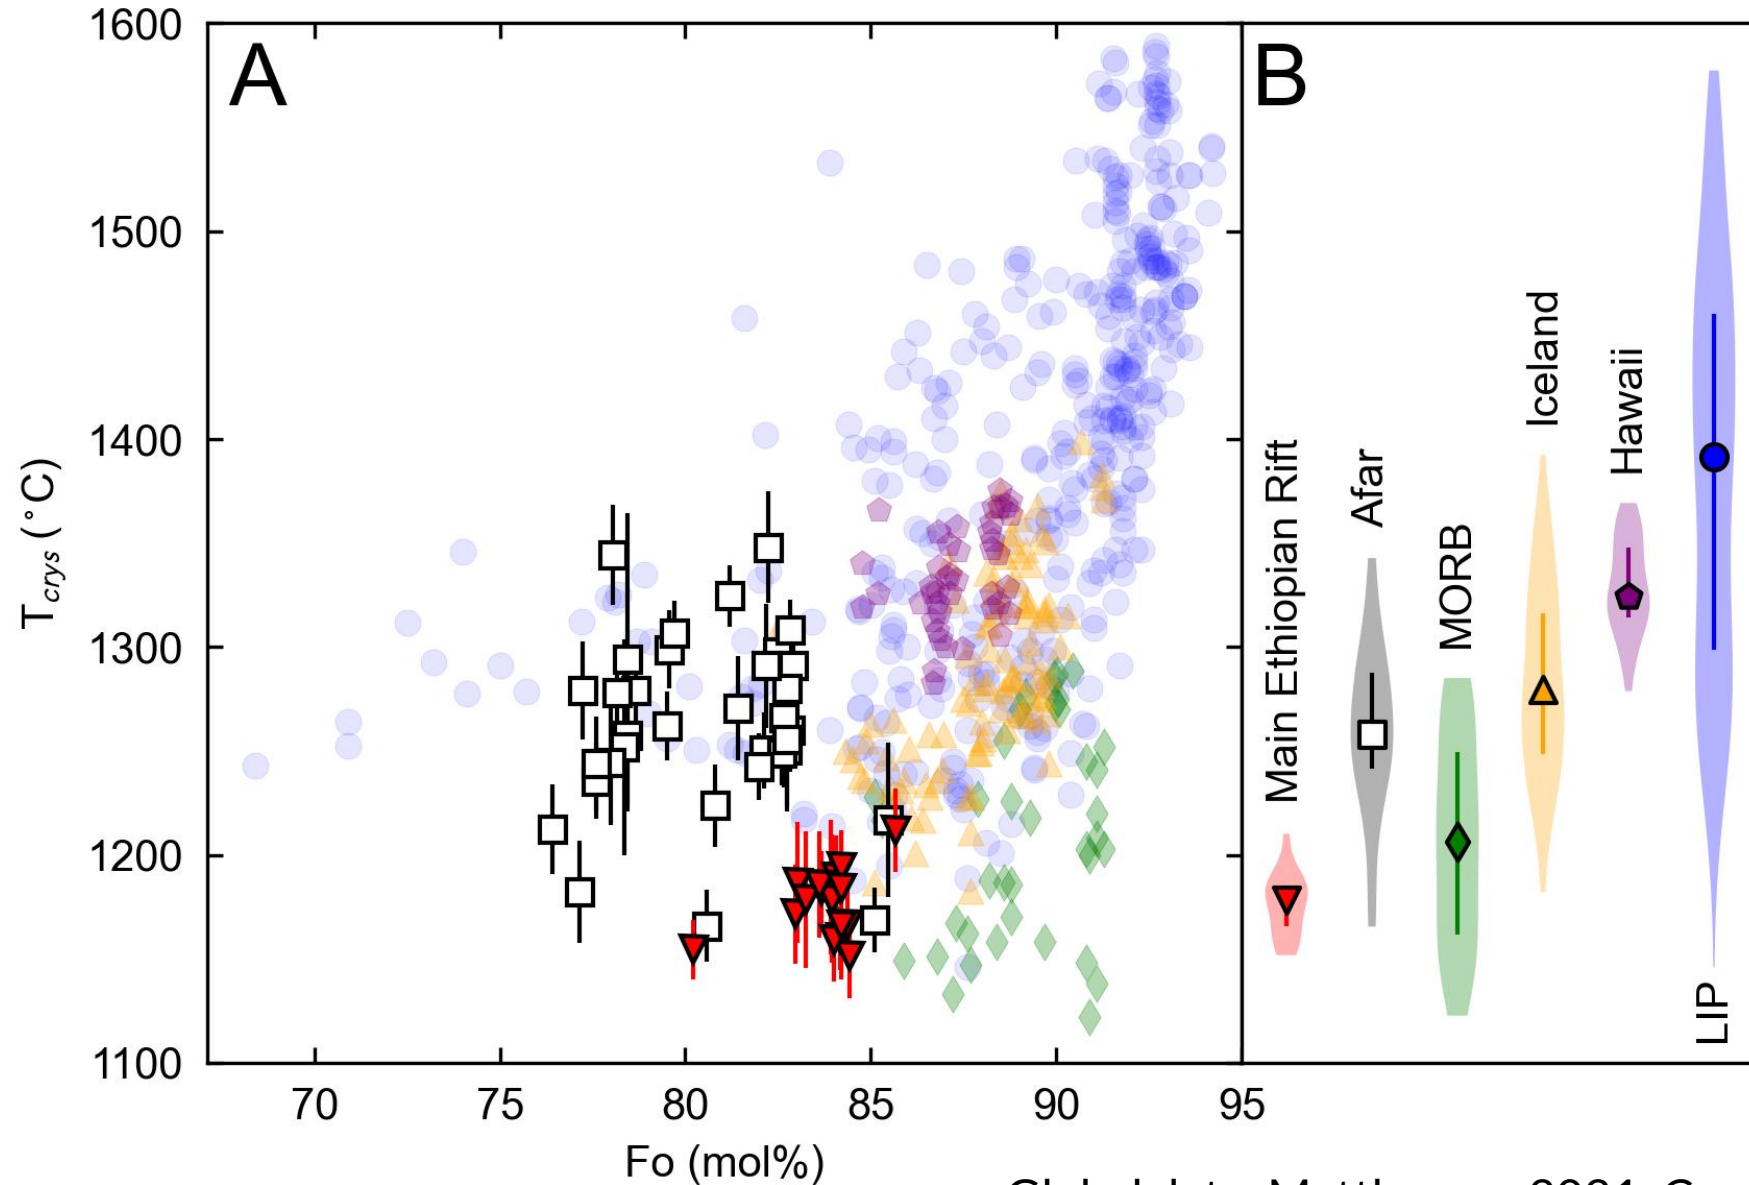 A
B
1600
1500
1400
1300
1200
1100
T_crys (°C)
70
75
80
85
90
95
Fo (mol%)
Main Ethiopian Rift
Afar
MORB
Iceland
Hawaii
LIP